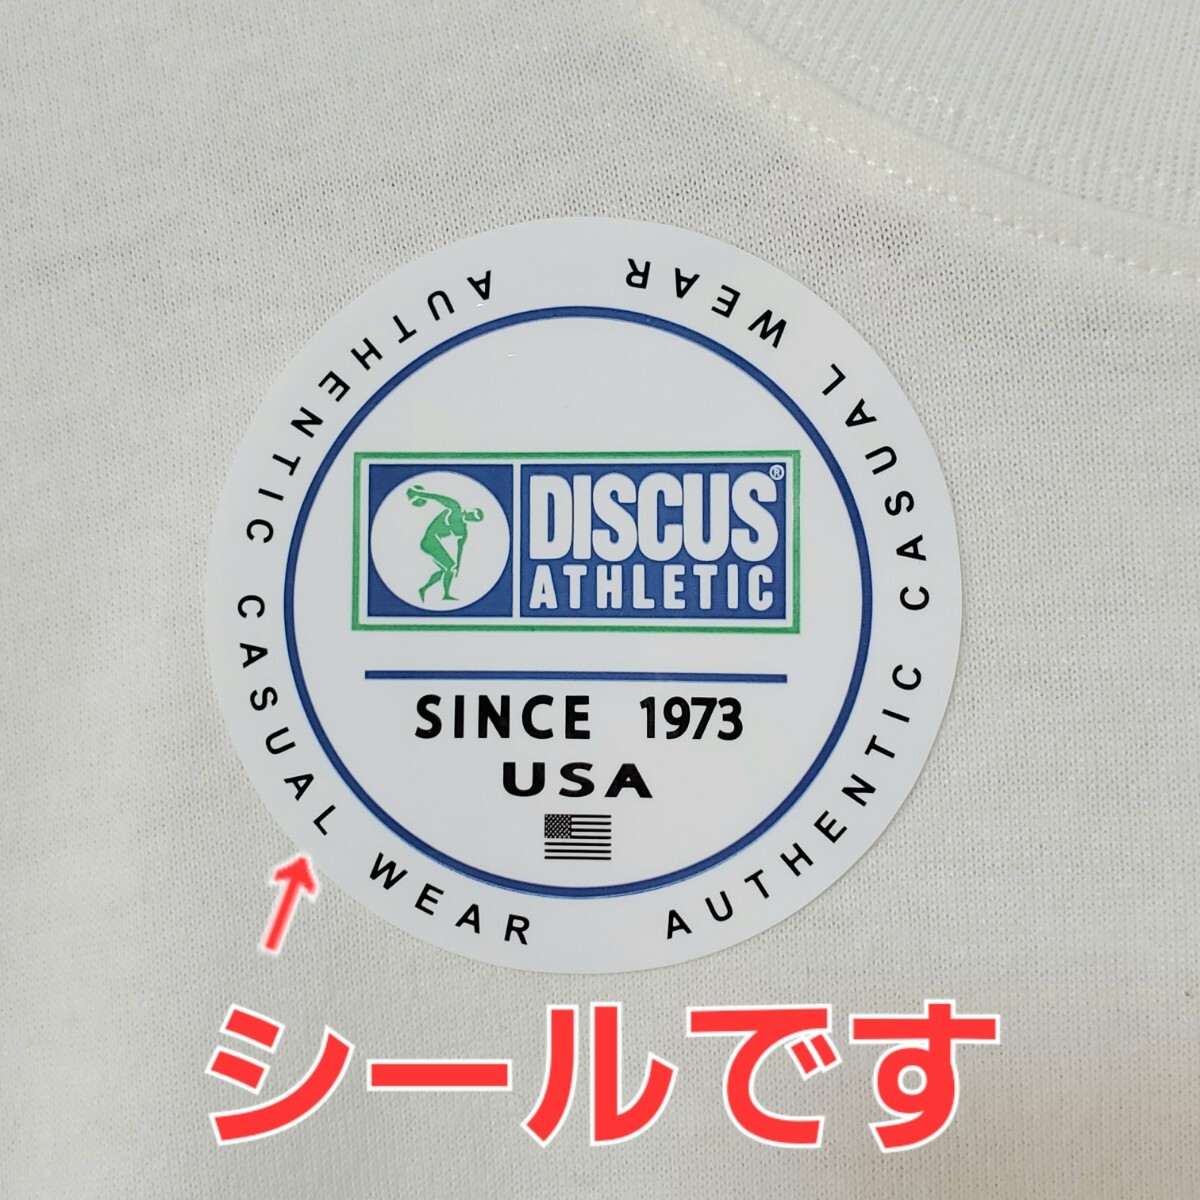 AUTHENTIC CASUAL WEAR
AUTHENTIC CASUAL WEAR
DISCUS®
ATHLETIC
SINCE 1973
USA
シールです